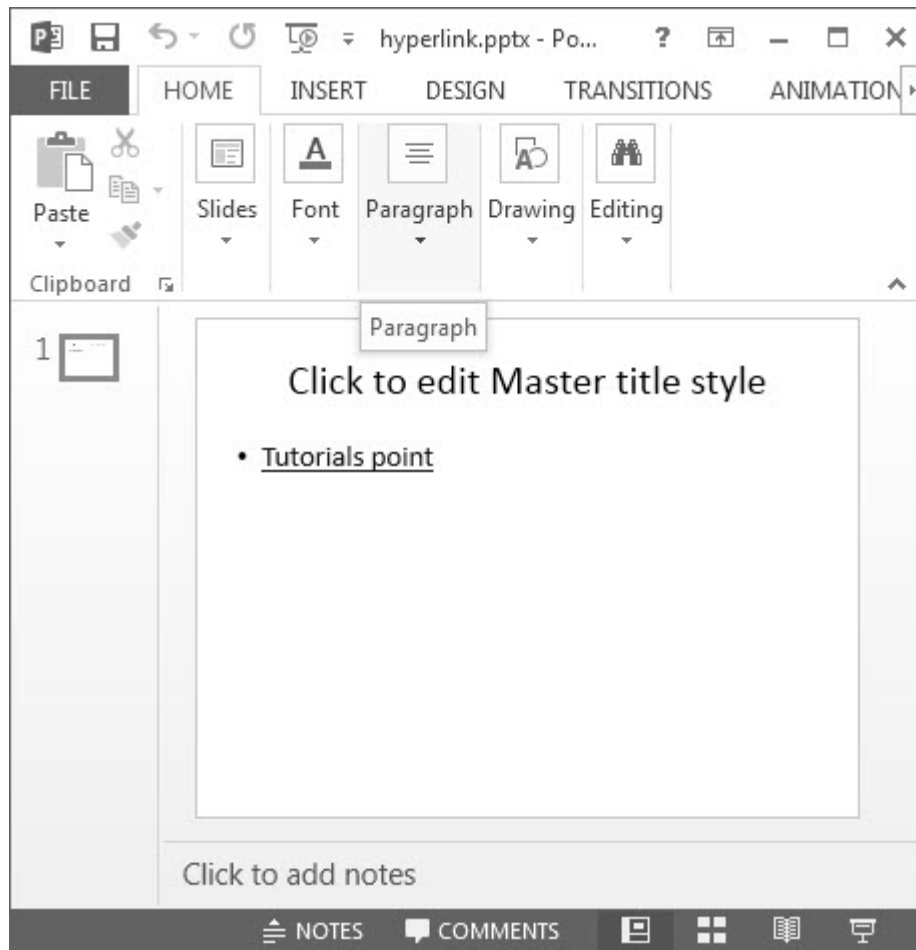 hyperlink.pptx - Po... ?
FILE HOME INSERT DESIGN TRANSITIONS ANIMATION
Paste Slides Font Paragraph Drawing Editing
Clipboard
Paragraph
1
Click to edit Master title style
• Tutorials point
Click to add notes
NOTES COMMENTS